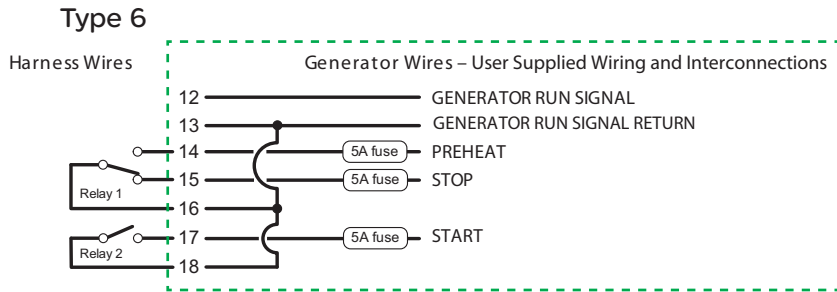 Type 6
Harness Wires
Generator Wires – User Supplied Wiring and Interconnections
12 GENERATOR RUN SIGNAL
13 GENERATOR RUN SIGNAL RETURN
14 5A fuse PREHEAT
15 5A fuse STOP
Relay 1
16
17 5A fuse START
Relay 2
18